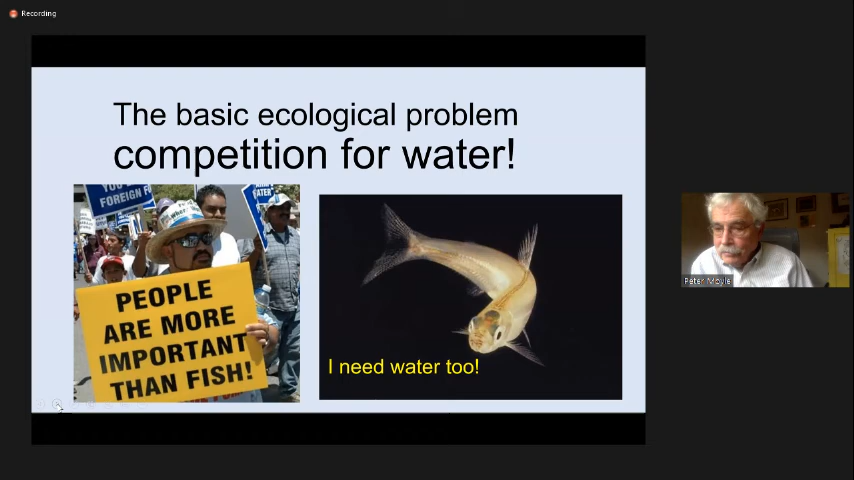 Recording
The basic ecological problem
competition for water!
FOREIGN
PEOPLE
ARE MORE
IMPORTANT
THAN FISH!
I need water too!
Peter Moyle